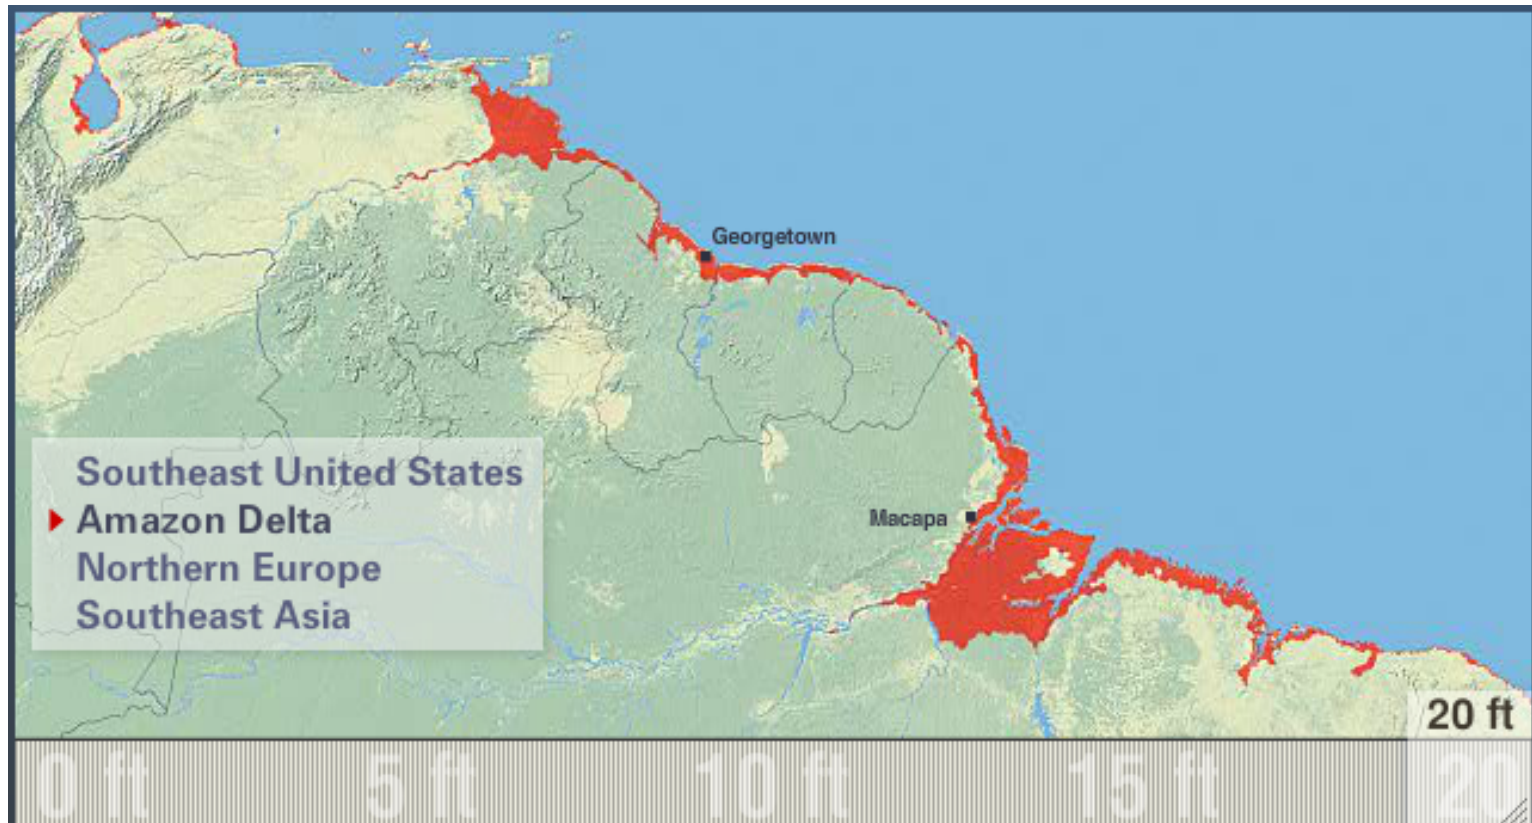 Georgetown
Macapa
Southeast United States
Amazon Delta
Northern Europe
Southeast Asia
20 ft
0 ft 5 ft 10 ft 15 ft 20